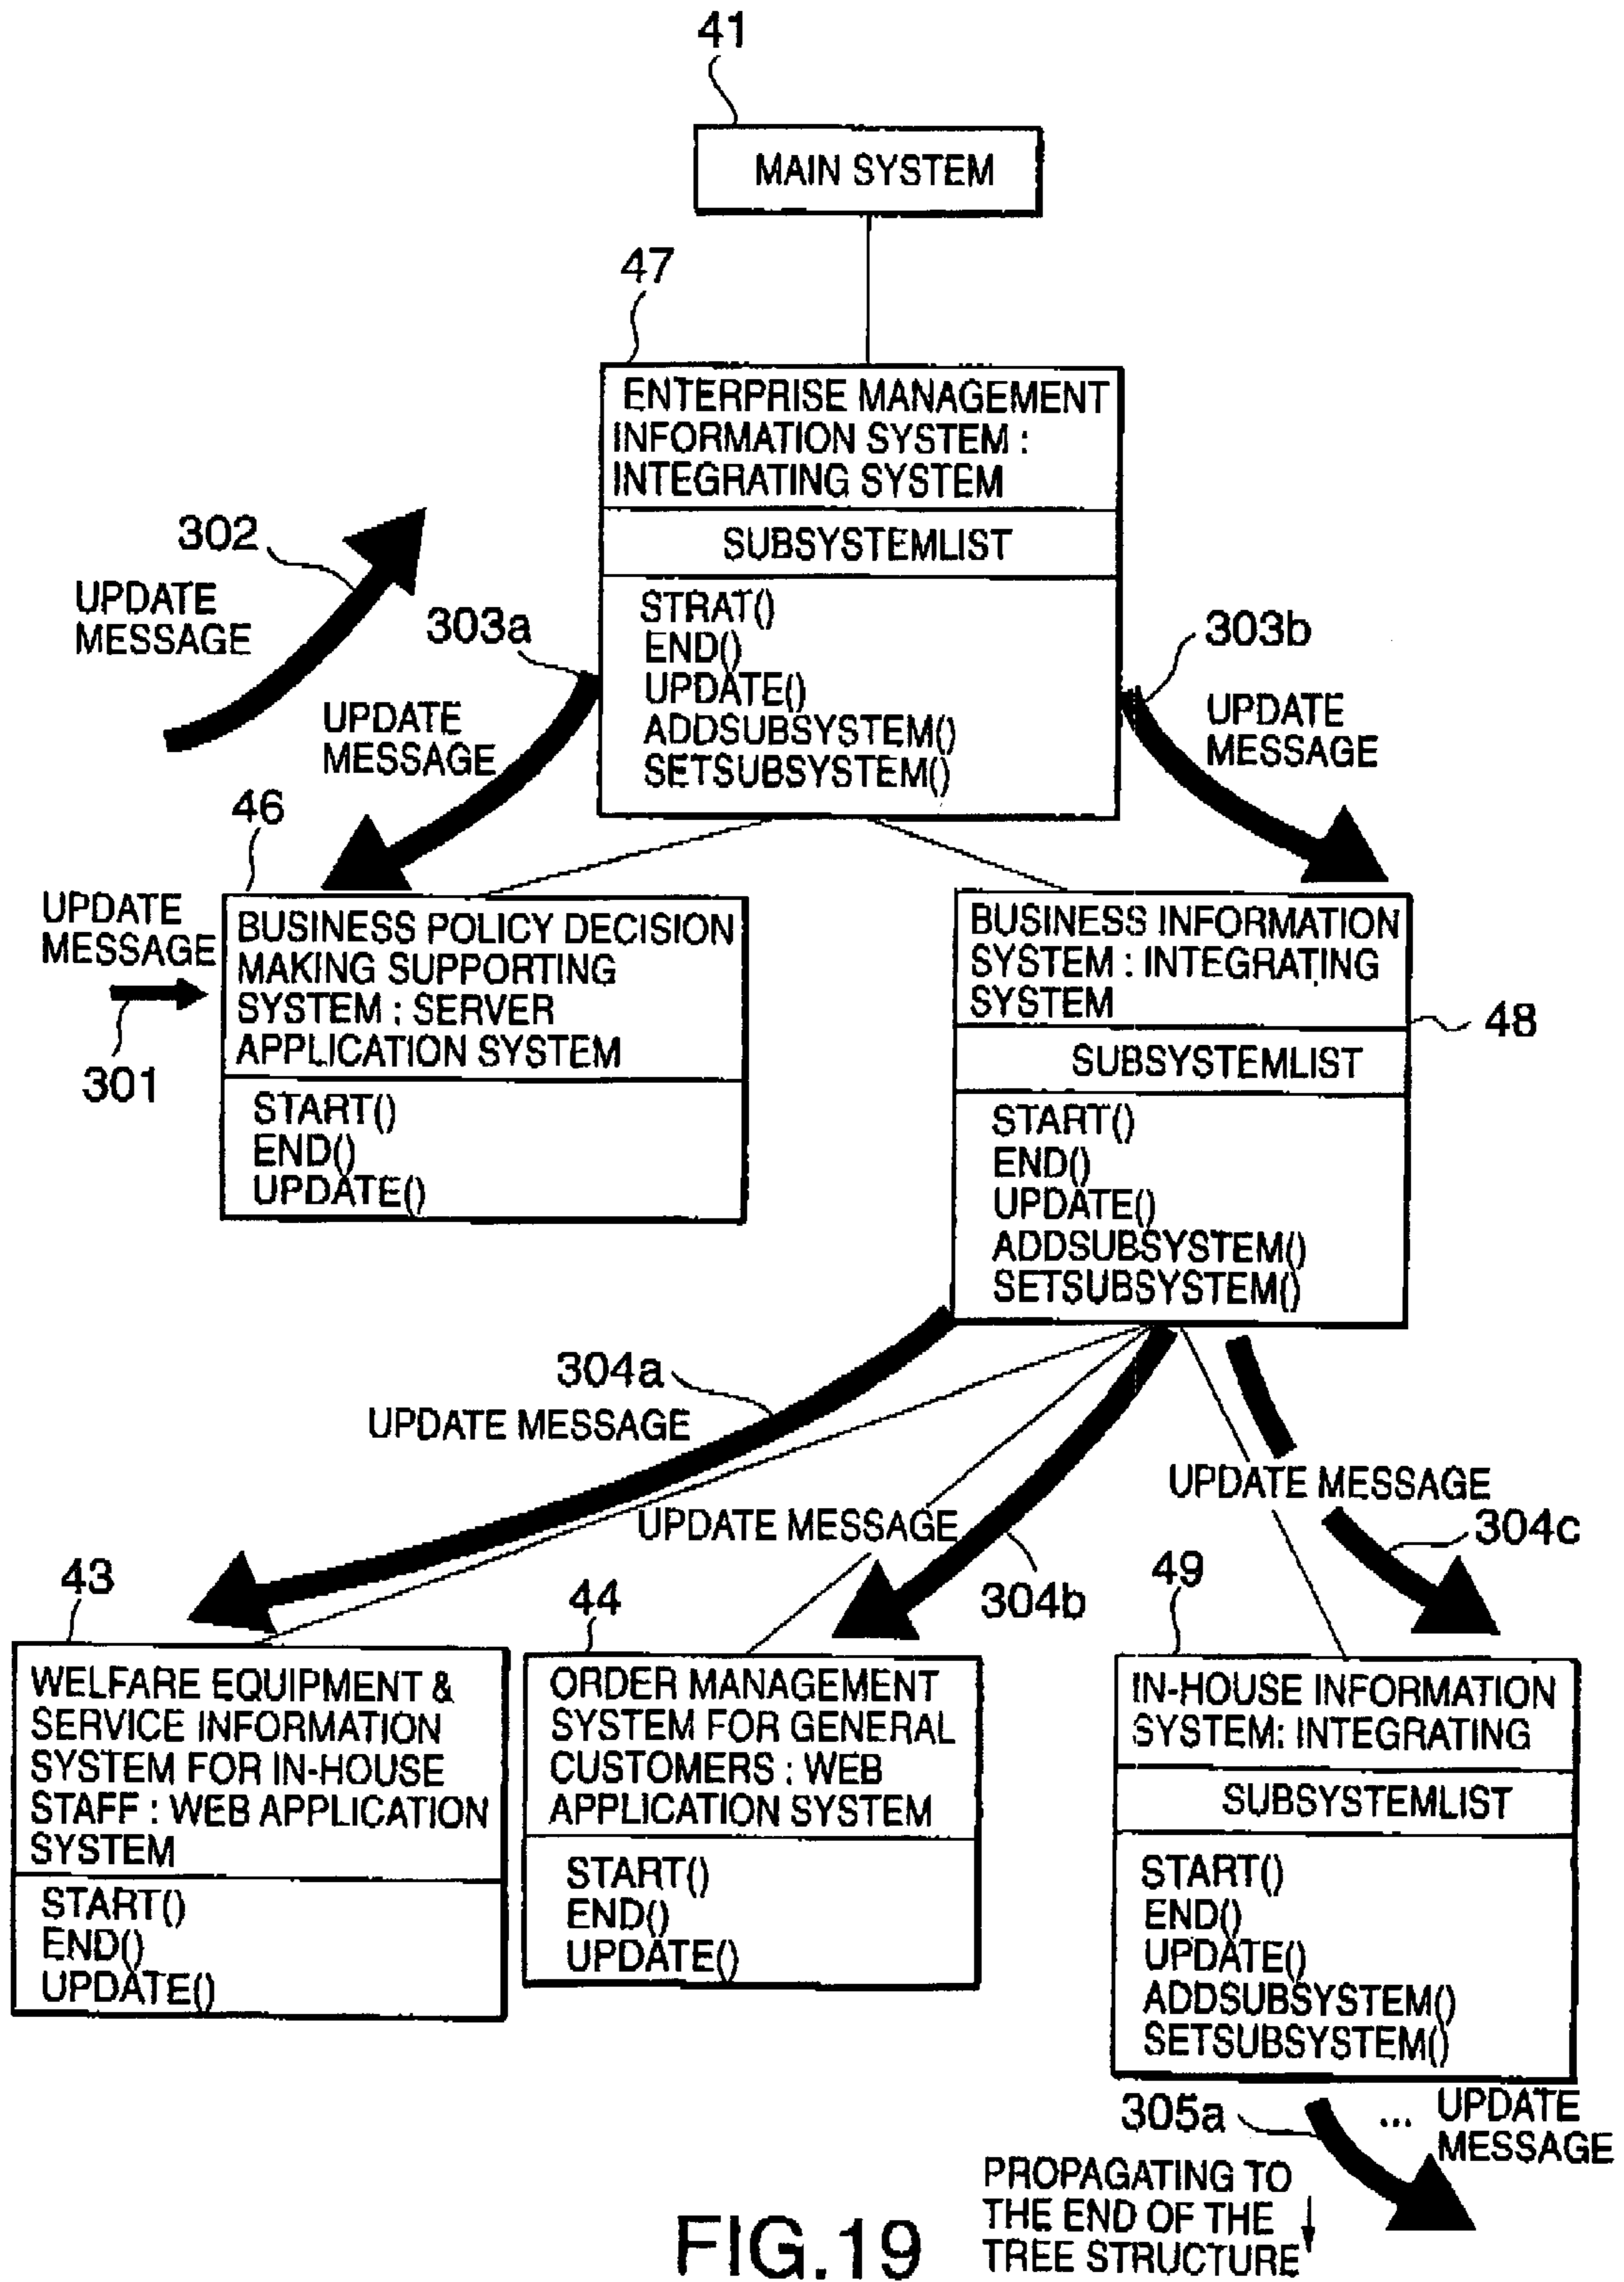 41
MAIN SYSTEM
47
ENTERPRISE MANAGEMENT
INFORMATION SYSTEM :
INTEGRATING SYSTEM
SUBSYSTEMLIST
STRAT()
END()
UPDATE()
ADDSUBSYSTEM()
SETSUBSYSTEM()
302
UPDATE
MESSAGE
303a
UPDATE
MESSAGE
303b
UPDATE
MESSAGE
46
UPDATE
MESSAGE
301
BUSINESS POLICY DECISION
MAKING SUPPORTING
SYSTEM : SERVER
APPLICATION SYSTEM
START()
END()
UPDATE()
BUSINESS INFORMATION
SYSTEM : INTEGRATING
SYSTEM
48
SUBSYSTEMLIST
START()
END()
UPDATE()
ADDSUBSYSTEM()
SETSUBSYSTEM()
304a
UPDATE MESSAGE
UPDATE MESSAGE
304b
UPDATE MESSAGE
304c
43
WELFARE EQUIPMENT &
SERVICE INFORMATION
SYSTEM FOR IN-HOUSE
STAFF : WEB APPLICATION
SYSTEM
START()
END()
UPDATE()
44
ORDER MANAGEMENT
SYSTEM FOR GENERAL
CUSTOMERS : WEB
APPLICATION SYSTEM
START()
END()
UPDATE()
49
IN-HOUSE INFORMATION
SYSTEM: INTEGRATING
SUBSYSTEMLIST
START()
END()
UPDATE()
ADDSUBSYSTEM()
SETSUBSYSTEM()
305a
... UPDATE
MESSAGE
PROPAGATING TO
THE END OF THE
TREE STRUCTURE
FIG.19